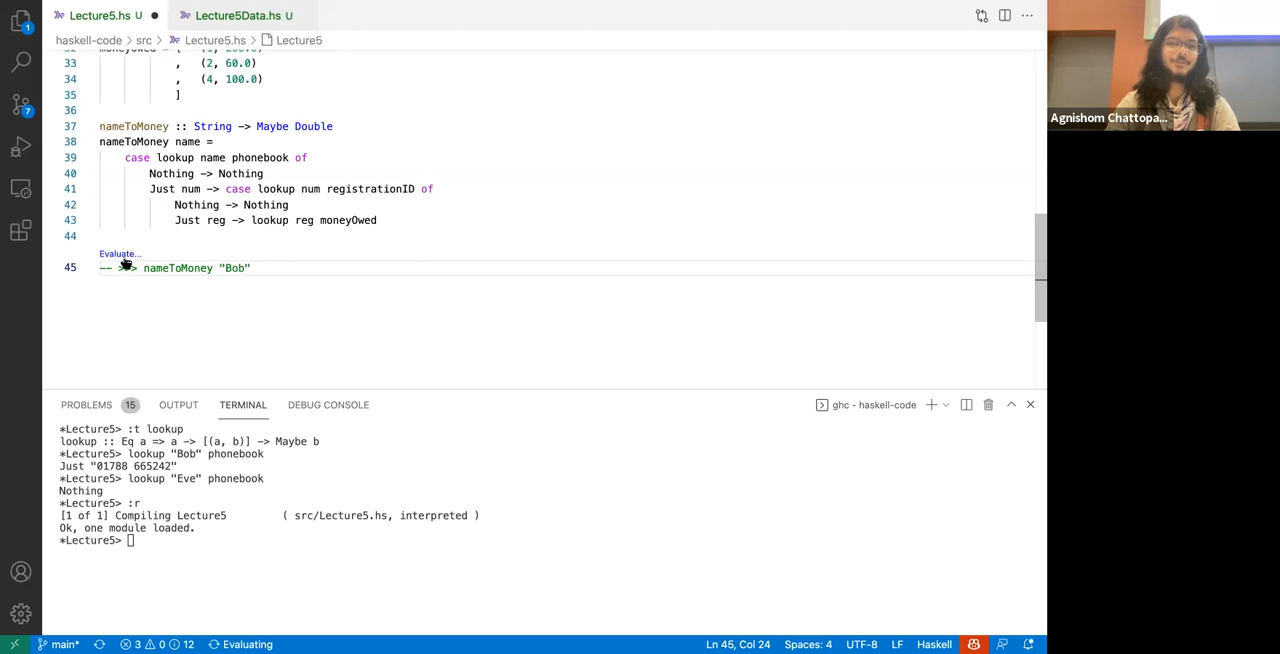 Lecture5.hs U
Lecture5Data.hs U
haskell-code > src > Lecture5.hs > Lecture5
33 , (2, 60.0)
34 , (4, 100.0)
35 ]
36
37 nameToMoney :: String -> Maybe Double
38 nameToMoney name =
39 case lookup name phonebook of
40 Nothing -> Nothing
41 Just num -> case lookup num registrationID of
42 Nothing -> Nothing
43 Just reg -> lookup reg moneyOwed
44
Evaluate...
45 -- >>> nameToMoney "Bob"
PROBLEMS 15 OUTPUT TERMINAL DEBUG CONSOLE
ghc - haskell-code
*Lecture5> :t lookup
lookup :: Eq a => a -> [(a, b)] -> Maybe b
*Lecture5> lookup "Bob" phonebook
Just "01788 665242"
*Lecture5> lookup "Eve" phonebook
Nothing
*Lecture5> :r
[1 of 1] Compiling Lecture5 ( src/Lecture5.hs, interpreted )
Ok, one module loaded.
*Lecture5>
main* 3 0 12 Evaluating
Ln 45, Col 24 Spaces: 4 UTF-8 LF Haskell
1
7
Agnishom Chattopa...